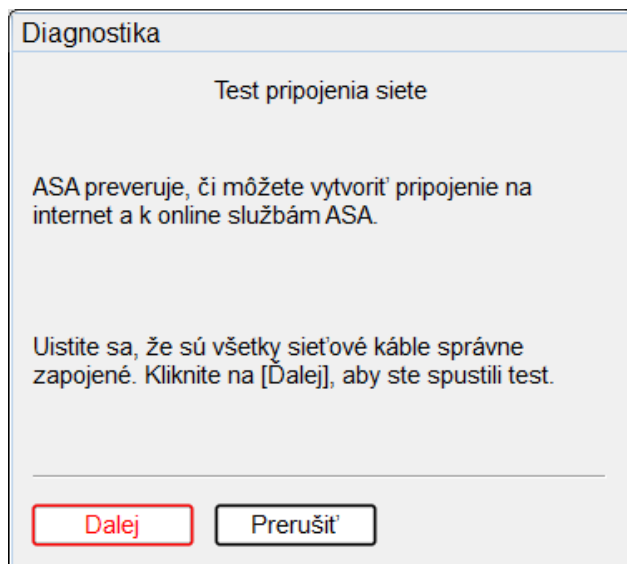 Diagnostika
Test pripojenia siete
ASA preveruje, či môžete vytvoriť pripojenie na
internet a k online službám ASA.
Uistite sa, že sú všetky sieťové káble správne
zapojené. Kliknite na [Ďalej], aby ste spustili test.
Dalej
Prerušiť